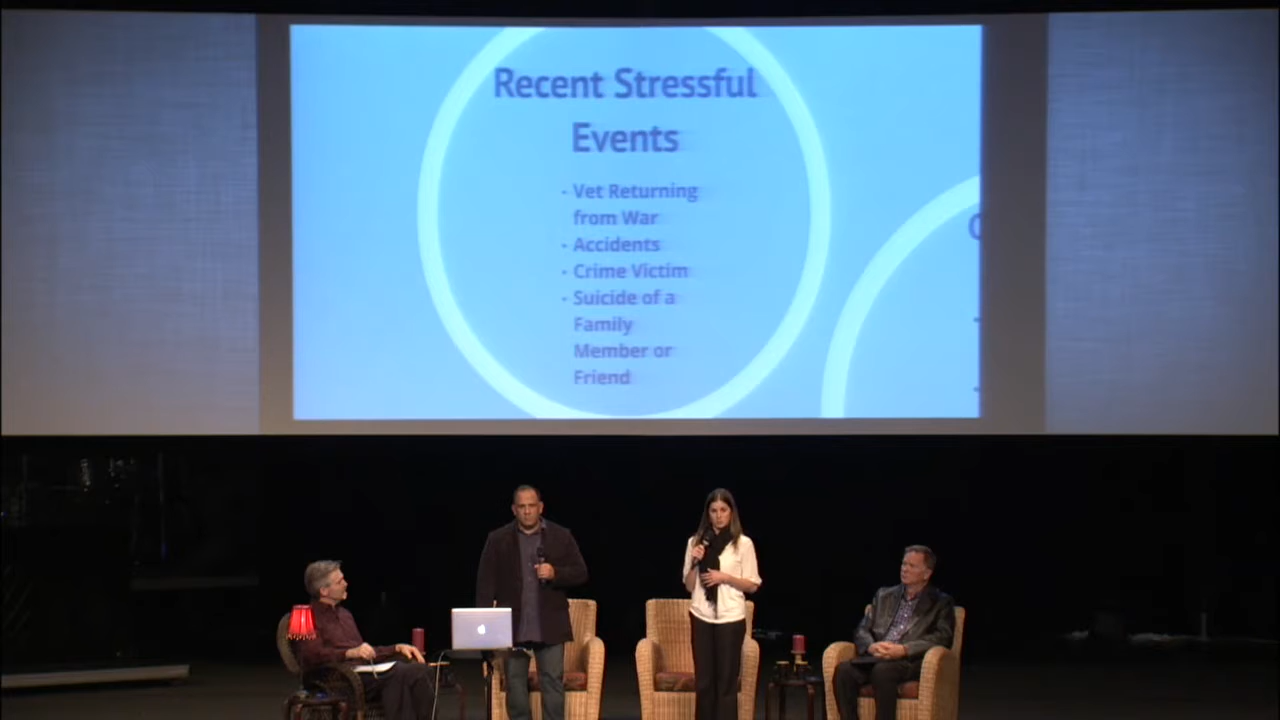 Recent Stressful
Events
- Vet Returning
from War
- Accidents
- Crime Victim
- Suicide of a
Family
Member or
Friend